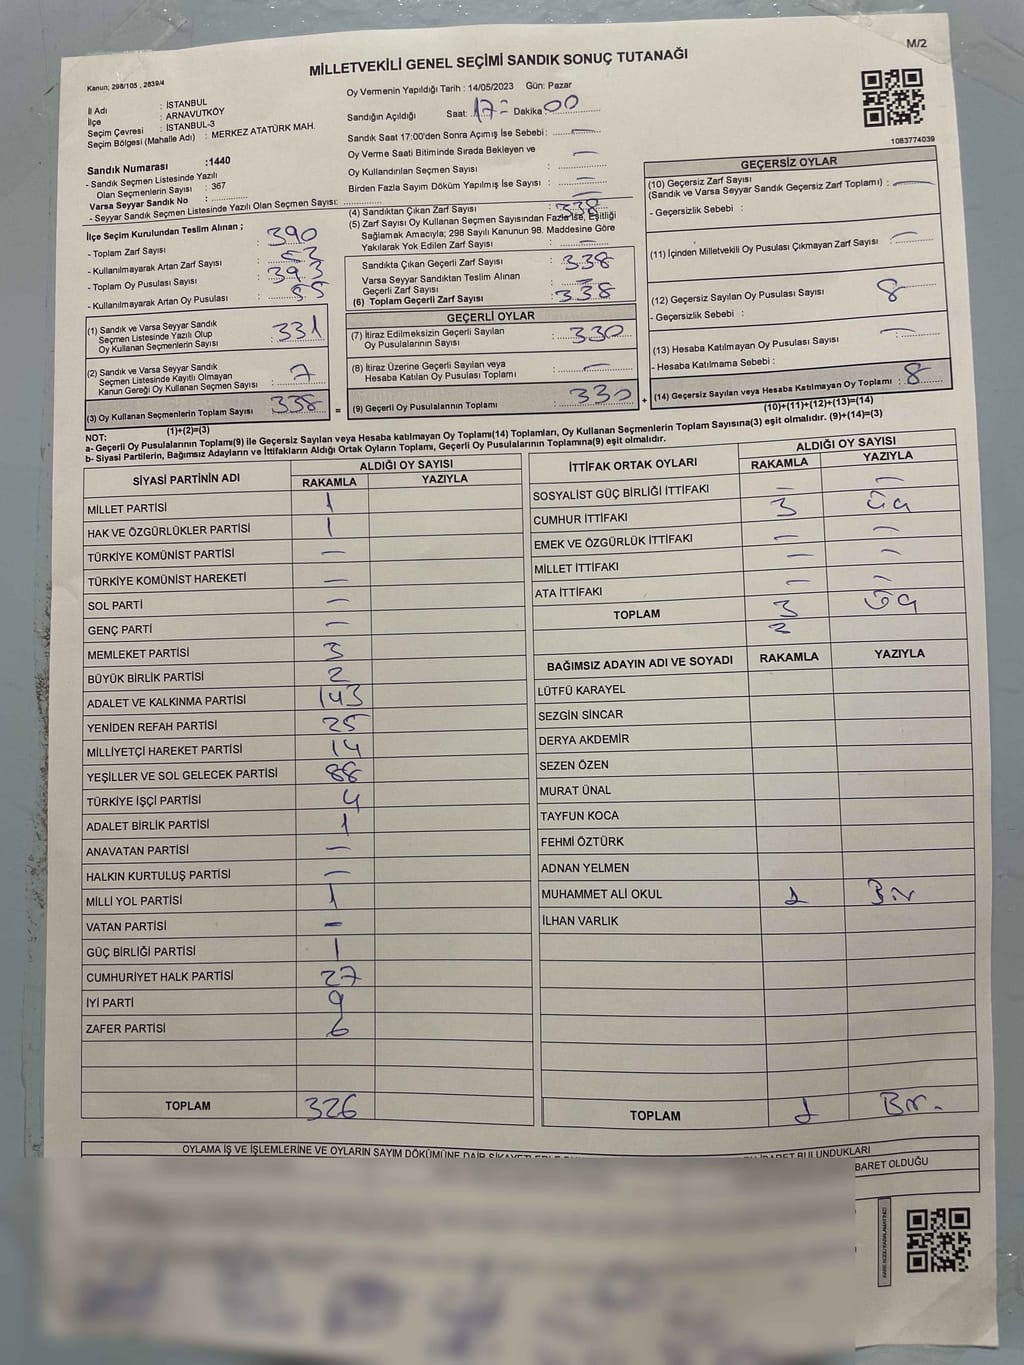 M/2
MİLLETVEKİLİ GENEL SEÇİMİ SANDIK SONUÇ TUTANAĞI
Kanun; 298/105 , 2839/4
İl Adı : İSTANBUL
İlçe : ARNAVUTKÖY
Seçim Çevresi : İSTANBUL-3
Seçim Bölgesi (Mahalle Adı) : MERKEZ ATATÜRK MAH.
Sandık Numarası :1440
- Sandık Seçmen Listesinde Yazılı
Olan Seçmenlerin Sayısı : 367
Varsa Seyyar Sandık No :
- Seyyar Sandık Seçmen Listesinde Yazılı Olan Seçmen Sayısı:
Oy Vermenin Yapıldığı Tarih : 14/05/2023 Gün: Pazar
Sandığın Açıldığı Saat: 17 Dakika 00
Sandık Saat 17:00'den Sonra Açımış İse Sebebi: —
Oy Verme Saati Bitiminde Sırada Bekleyen ve
Oy Kullandırılan Seçmen Sayısı : —
Birden Fazla Sayım Döküm Yapılmış İse Sayısı : —
1083774039
İlçe Seçim Kurulundan Teslim Alınan ;
- Toplam Zarf Sayısı : 390
- Kullanılmayarak Artan Zarf Sayısı :
- Toplam Oy Pusulası Sayısı : 393
- Kullanılmayarak Artan Oy Pusulası : 55
(1) Sandık ve Varsa Seyyar Sandık
Seçmen Listesinde Yazılı Olup
Oy Kullanan Seçmenlerin Sayısı : 331
(2) Sandık ve Varsa Seyyar Sandık
Seçmen Listesinde Kayıtlı Olmayan
Kanun Gereği Oy Kullanan Seçmen Sayısı : 7
(3) Oy Kullanan Seçmenlerin Toplam Sayısı 338
(1)+(2)=(3)
(4) Sandıktan Çıkan Zarf Sayısı : 338
(5) Zarf Sayısı Oy Kullanan Seçmen Sayısından Fazla İse, Eşitliği
Sağlamak Amacıyla; 298 Sayılı Kanunun 98. Maddesine Göre
Yakılarak Yok Edilen Zarf Sayısı : —
Sandıkta Çıkan Geçerli Zarf Sayısı : 338
Varsa Seyyar Sandıktan Teslim Alınan
Geçerli Zarf Sayısı : —
(6) Toplam Geçerli Zarf Sayısı : 338
GEÇERLİ OYLAR
(7) İtiraz Edilmeksizin Geçerli Sayılan
Oy Pusulalarının Sayısı : 330
(8) İtiraz Üzerine Geçerli Sayılan veya
Hesaba Katılan Oy Pusulası Toplamı : —
= (9) Geçerli Oy Pusulalarının Toplamı : 330
GEÇERSİZ OYLAR
(10) Geçersiz Zarf Sayısı
(Sandık ve Varsa Seyyar Sandık Geçersiz Zarf Toplamı) : —
- Geçersizlik Sebebi :
(11) İçinden Milletvekili Oy Pusulası Çıkmayan Zarf Sayısı : —
(12) Geçersiz Sayılan Oy Pusulası Sayısı : 8
- Geçersizlik Sebebi :
(13) Hesaba Katılmayan Oy Pusulası Sayısı : —
- Hesaba Katılmama Sebebi :
+ (14) Geçersiz Sayılan veya Hesaba Katılmayan Oy Toplamı : 8
(10)+(11)+(12)+(13)=(14)
NOT:
a- Geçerli Oy Pusulalarının Toplamı(9) ile Geçersiz Sayılan veya Hesaba katılmayan Oy Toplamı(14) Toplamları, Oy Kullanan Seçmenlerin Toplam Sayısına(3) eşit olmalıdır. (9)+(14)=(3)
b- Siyasi Partilerin, Bağımsız Adayların ve İttifakların Aldığı Ortak Oyların Toplamı, Geçerli Oy Pusulalarının Toplamına(9) eşit olmalıdır.
SİYASİ PARTİNİN ADI ALDIĞI OY SAYISI
RAKAMLA YAZIYLA
MİLLET PARTİSİ 1
HAK VE ÖZGÜRLÜKLER PARTİSİ 1
TÜRKİYE KOMÜNİST PARTİSİ —
TÜRKİYE KOMÜNİST HAREKETİ —
SOL PARTİ —
GENÇ PARTİ —
MEMLEKET PARTİSİ 3
BÜYÜK BİRLİK PARTİSİ 2
ADALET VE KALKINMA PARTİSİ 143
YENİDEN REFAH PARTİSİ 25
MİLLİYETÇİ HAREKET PARTİSİ 14
YEŞİLLER VE SOL GELECEK PARTİSİ 88
TÜRKİYE İŞÇİ PARTİSİ 4
ADALET BİRLİK PARTİSİ 1
ANAVATAN PARTİSİ —
HALKIN KURTULUŞ PARTİSİ —
MİLLİ YOL PARTİSİ 1
VATAN PARTİSİ —
GÜÇ BİRLİĞİ PARTİSİ 1
CUMHURİYET HALK PARTİSİ 27
İYİ PARTİ 9
ZAFER PARTİSİ 6
TOPLAM 326
İTTİFAK ORTAK OYLARI ALDIĞI OY SAYISI
RAKAMLA YAZIYLA
SOSYALİST GÜÇ BİRLİĞİ İTTİFAKI — —
CUMHUR İTTİFAKI 3 Üç
EMEK VE ÖZGÜRLÜK İTTİFAKI — —
MİLLET İTTİFAKI — —
ATA İTTİFAKI — —
TOPLAM 3 Üç
2
BAĞIMSIZ ADAYIN ADI VE SOYADI RAKAMLA YAZIYLA
LÜTFÜ KARAYEL
SEZGİN SİNCAR
DERYA AKDEMİR
SEZEN ÖZEN
MURAT ÜNAL
TAYFUN KOCA
FEHMİ ÖZTÜRK
ADNAN YELMEN
MUHAMMET ALİ OKUL 1 Bir
İLHAN VARLIK
TOPLAM 1 Bir.
OYLAMA İŞ VE İŞLEMLERİNE VE OYLARIN SAYIM DÖKÜMÜNE DAİR BULUNDUKLARI
İBARET OLDUĞU